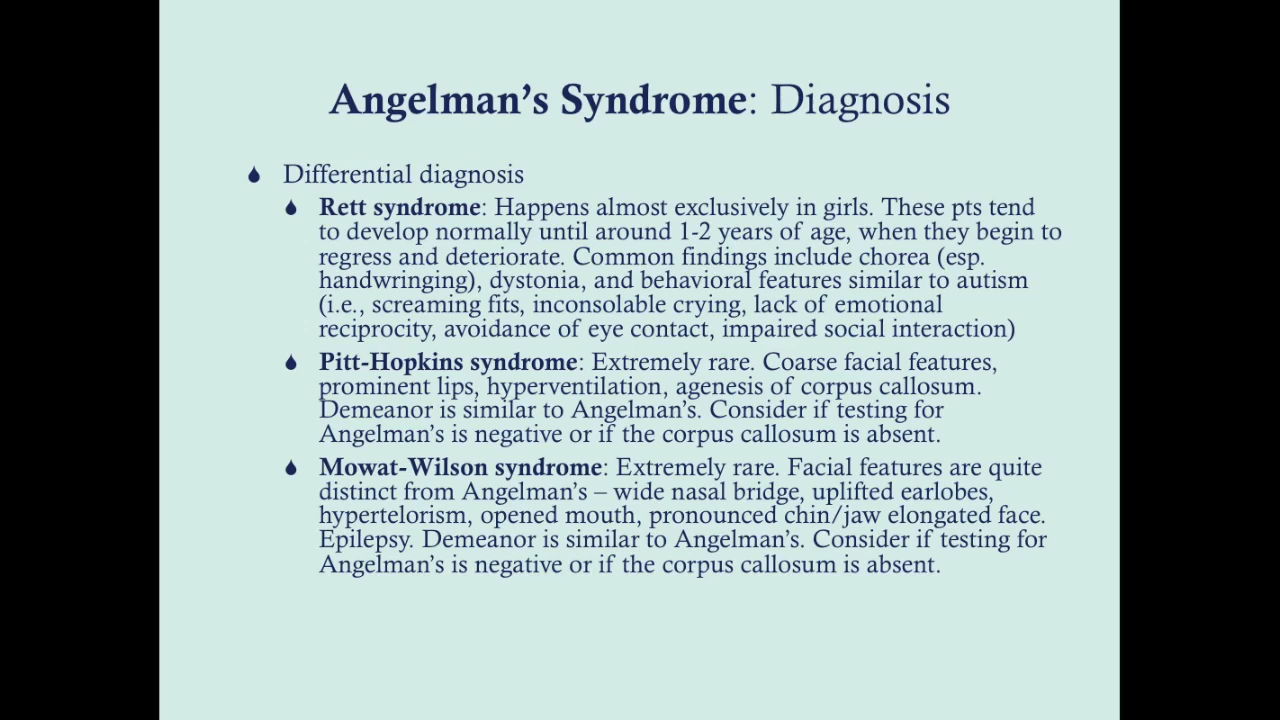 Angelman’s Syndrome: Diagnosis
Differential diagnosis
Rett syndrome: Happens almost exclusively in girls. These pts tend
to develop normally until around 1-2 years of age, when they begin to
regress and deteriorate. Common findings include chorea (esp.
handwringing), dystonia, and behavioral features similar to autism
(i.e., screaming fits, inconsolable crying, lack of emotional
reciprocity, avoidance of eye contact, impaired social interaction)
Pitt-Hopkins syndrome: Extremely rare. Coarse facial features,
prominent lips, hyperventilation, agenesis of corpus callosum.
Demeanor is similar to Angelman’s. Consider if testing for
Angelman’s is negative or if the corpus callosum is absent.
Mowat-Wilson syndrome: Extremely rare. Facial features are quite
distinct from Angelman’s – wide nasal bridge, uplifted earlobes,
hypertelorism, opened mouth, pronounced chin/jaw elongated face.
Epilepsy. Demeanor is similar to Angelman’s. Consider if testing for
Angelman’s is negative or if the corpus callosum is absent.